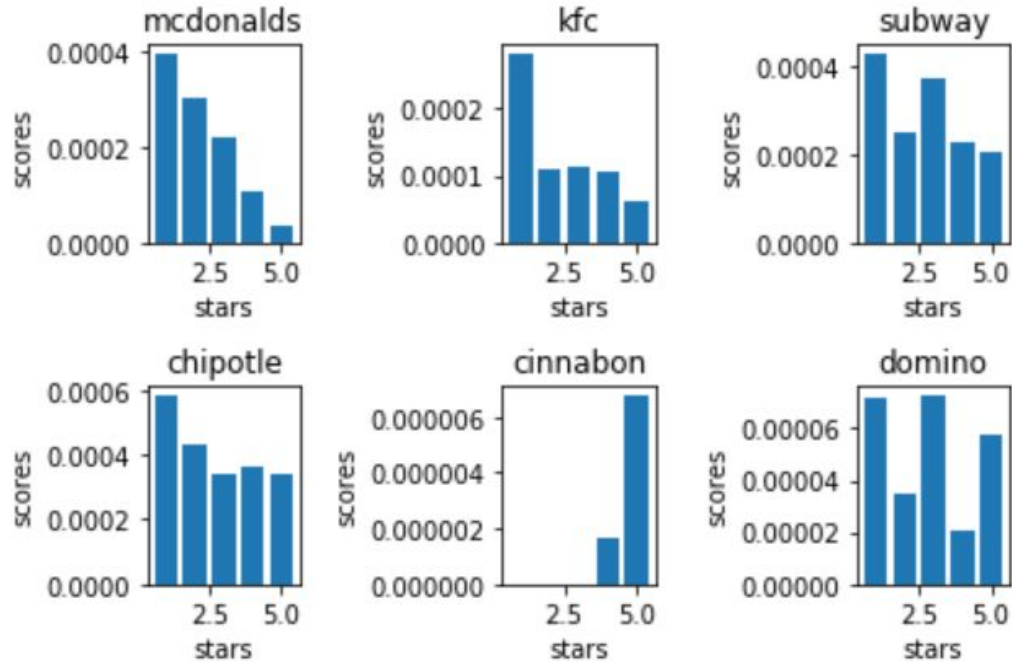 mcdonalds
scores
0.0004
0.0002
0.0000
2.5 5.0
stars
kfc
scores
0.0002
0.0001
0.0000
2.5 5.0
stars
subway
scores
0.0004
0.0002
0.0000
2.5 5.0
stars
chipotle
scores
0.0006
0.0004
0.0002
0.0000
2.5 5.0
stars
cinnabon
scores
0.000006
0.000004
0.000002
0.000000
2.5 5.0
stars
domino
scores
0.00006
0.00004
0.00002
0.00000
2.5 5.0
stars